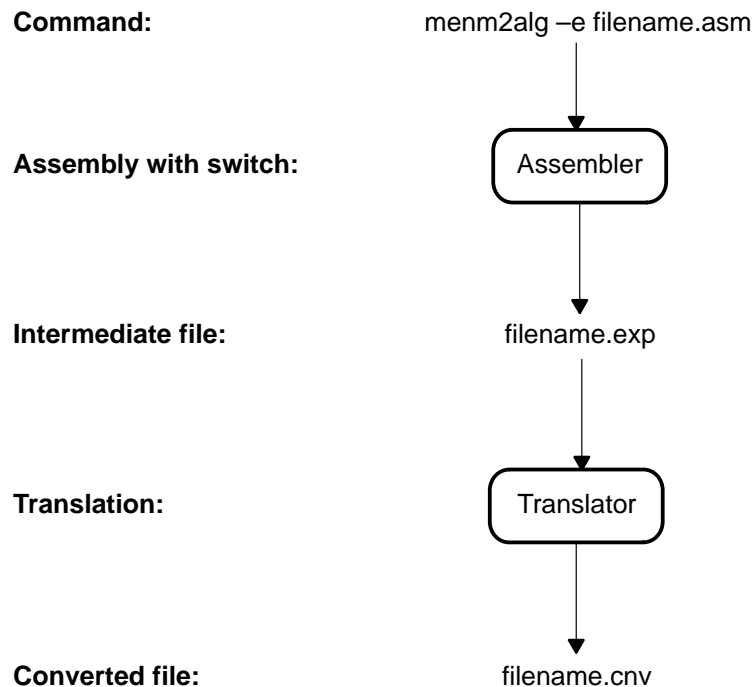 Command: menm2alg –e filename.asm
Assembly with switch: Assembler
Intermediate file: filename.exp
Translation: Translator
Converted file: filename.cnv